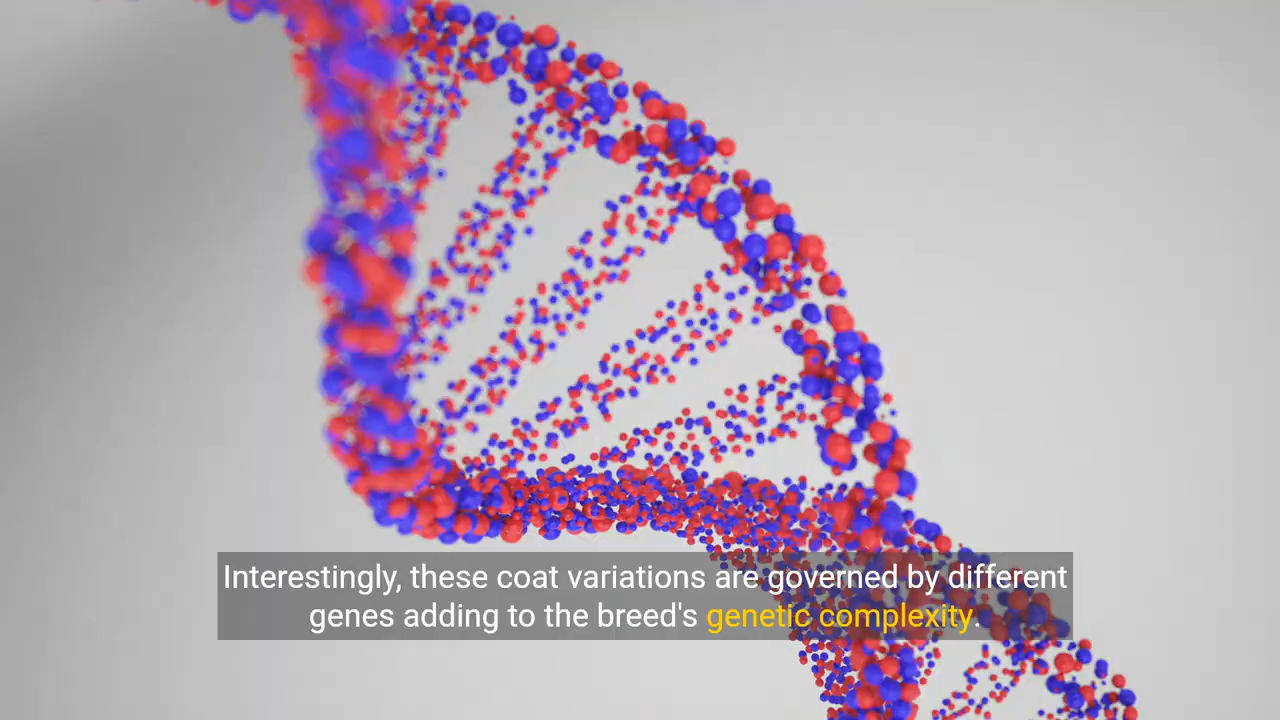 Interestingly, these coat variations are governed by different
genes adding to the breed's genetic complexity.